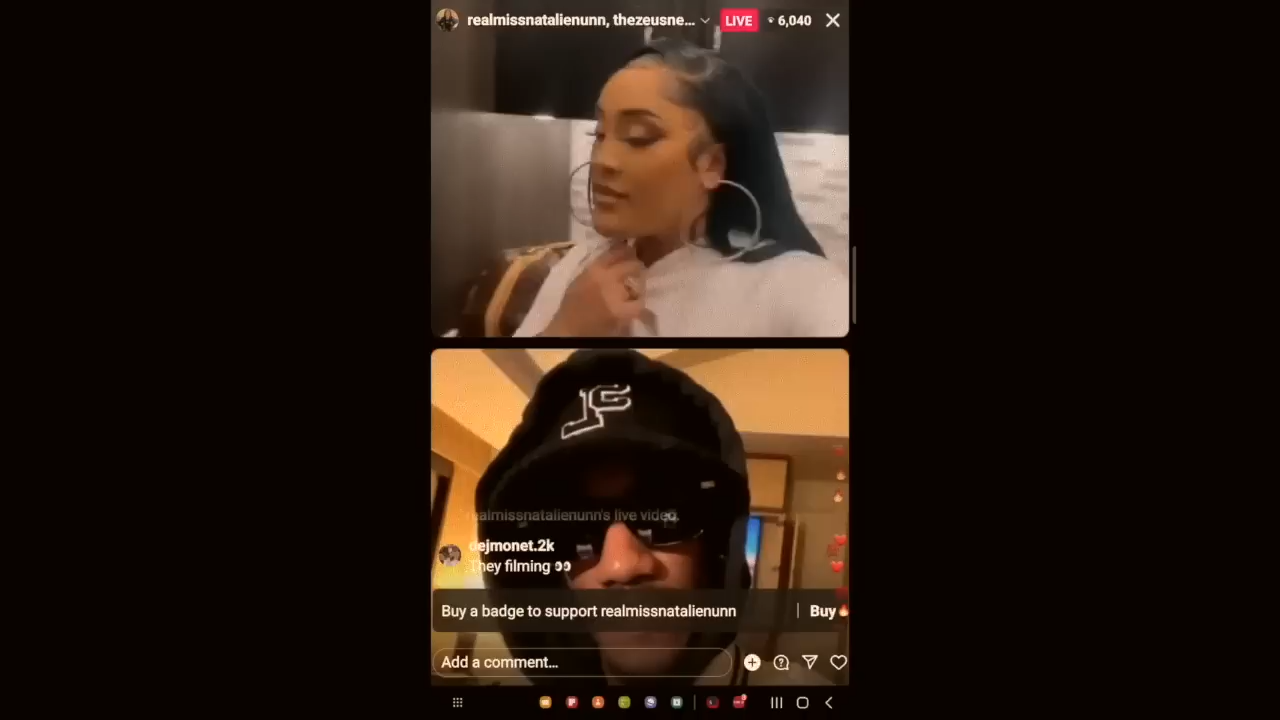 realmissnatalienunn, thezeusne...
LIVE
6,040
realmissnatalienunn's live video.
dejmonet.2k
They filming 👀
Buy a badge to support realmissnatalienunn
Buy
Add a comment...